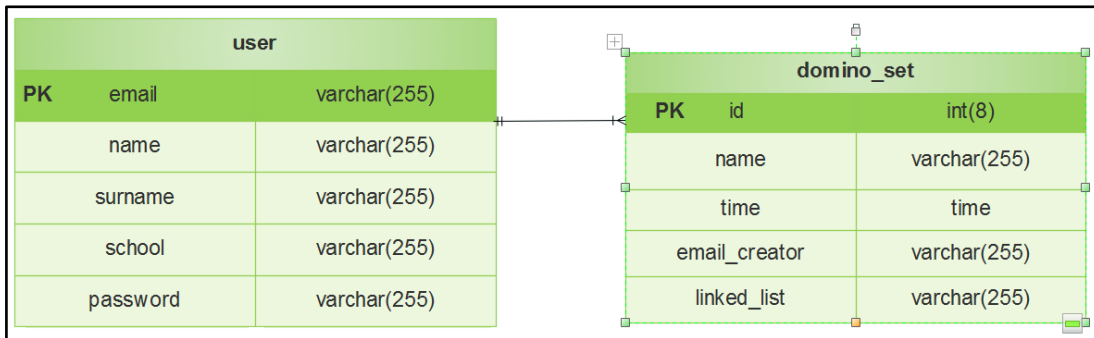 user
PK email varchar(255)
name varchar(255)
surname varchar(255)
school varchar(255)
password varchar(255)
domino_set
PK id int(8)
name varchar(255)
time time
email_creator varchar(255)
linked_list varchar(255)